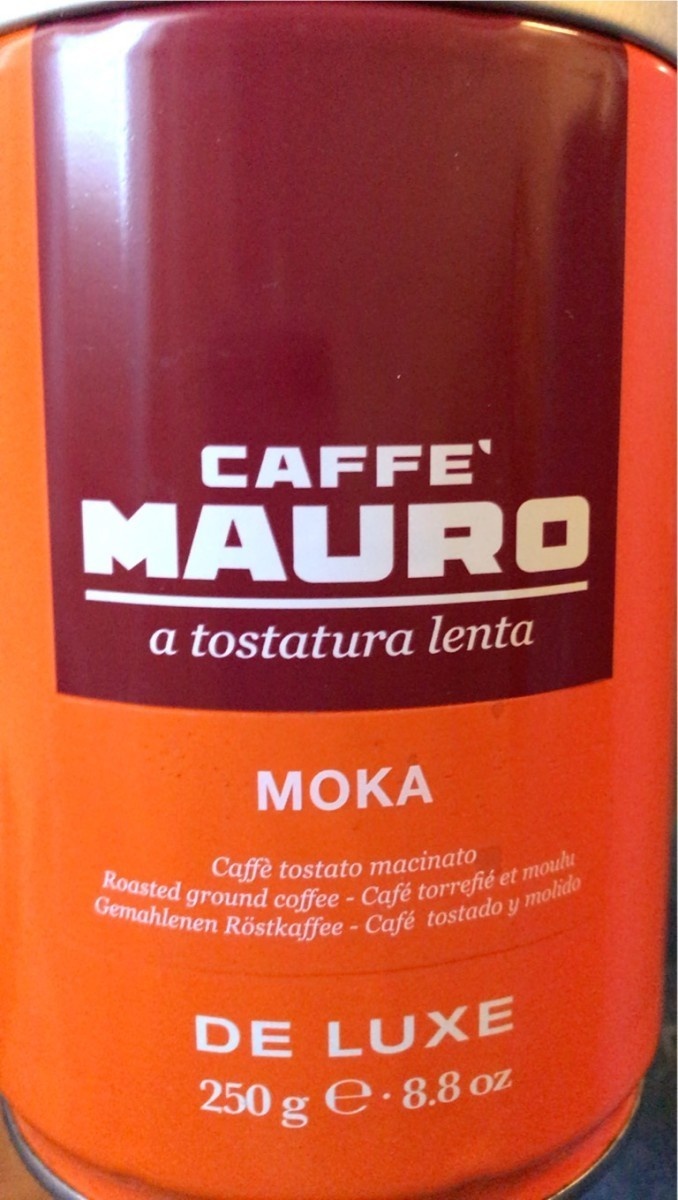 CAFFE'
MAURO
a tostatura lenta
MOKA
Caffè tostato macinato
Roasted ground coffee - Café torrefié et moulu
Gemahlenen Röstkaffee - Café tostado y molido
DE LUXE
250 g ℮ · 8.8 oz